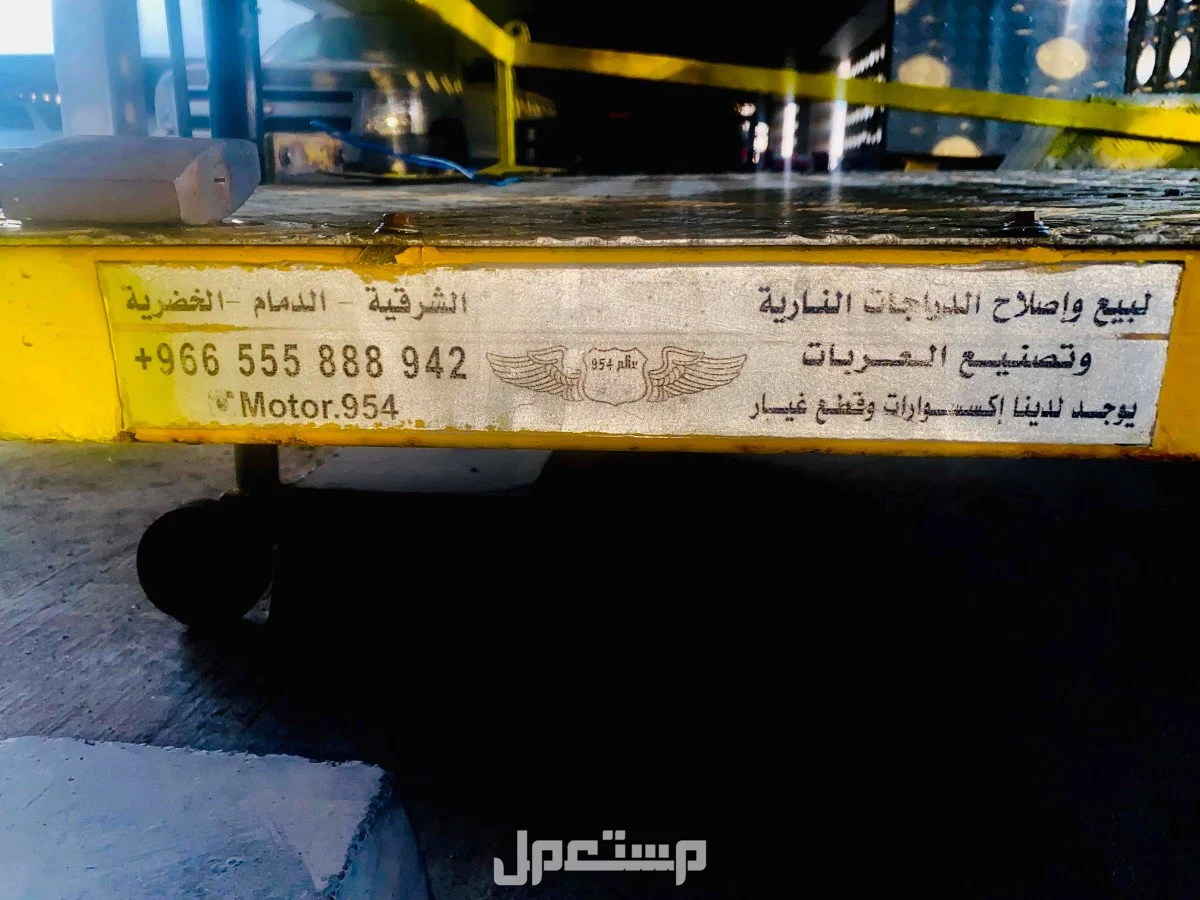 لبيع وإصلاح الدراجات النارية
وتصنيع العربات
يوجد لدينا إكسسوارات وقطع غيار
عالم 954
الشرقية - الدمام - الخضرية
+966 555 888 942
Motor.954
مستعمل